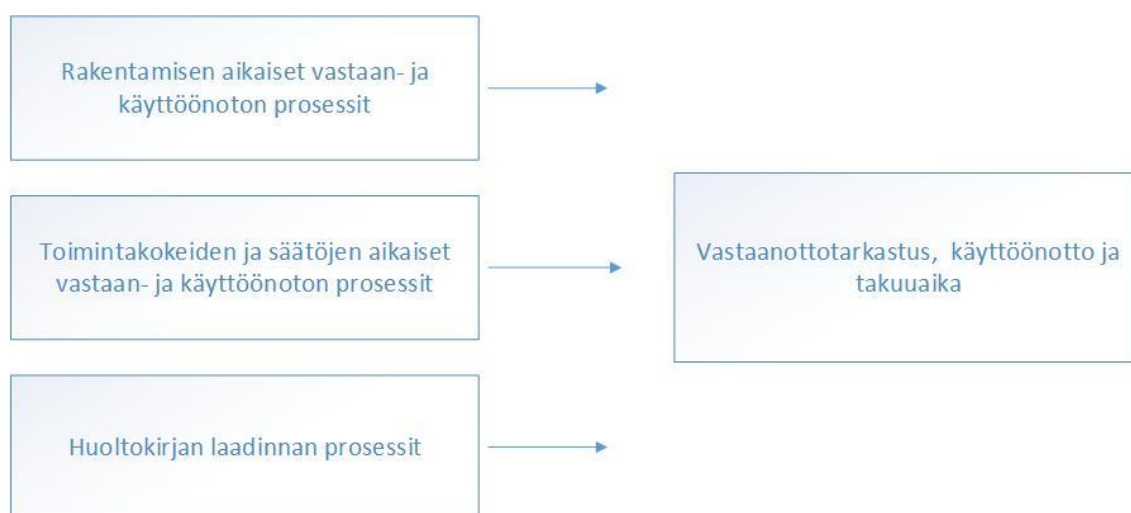 Rakentamisen aikaiset vastaan- ja
käyttöönoton prosessit
Toimintakokeiden ja säätöjen aikaiset
vastaan- ja käyttöönoton prosessit
Vastaanottotarkastus, käyttöönotto ja
takuuaika
Huoltokirjan laadinnan prosessit